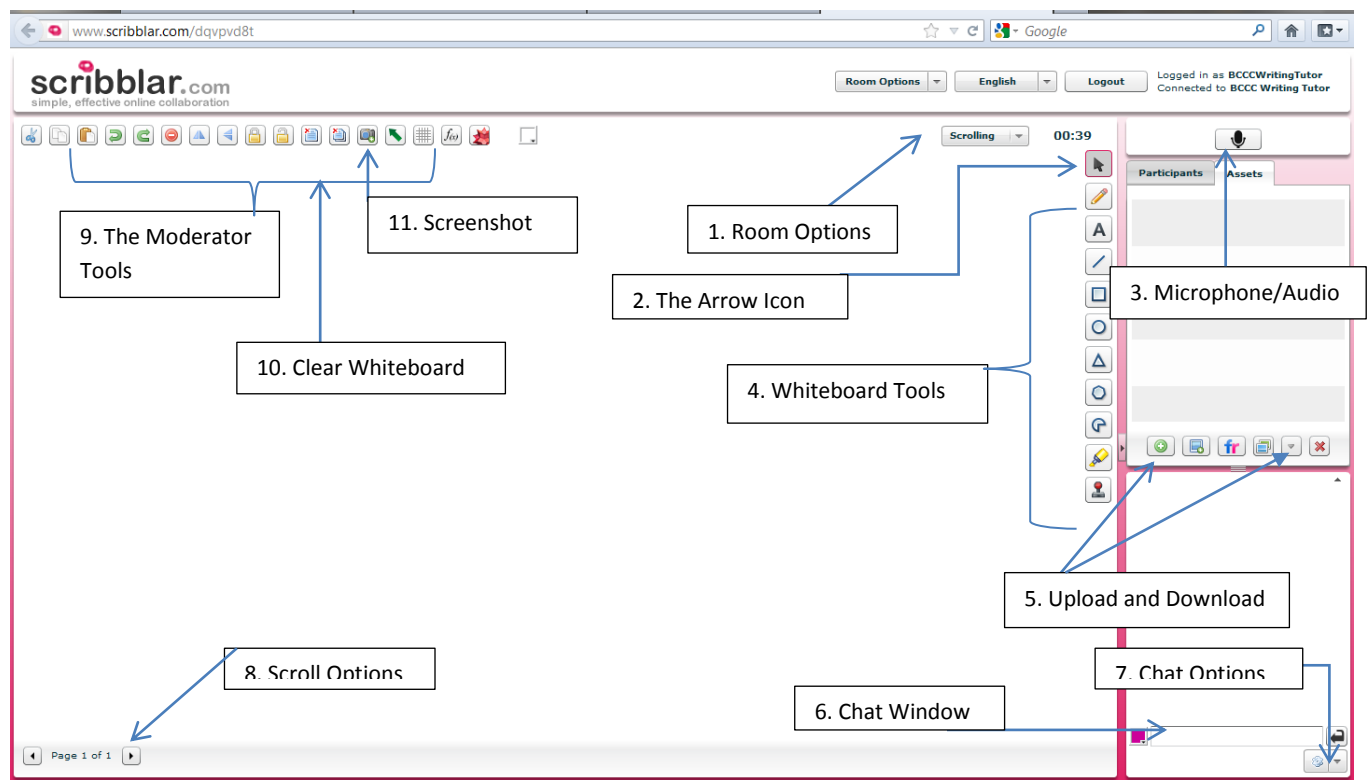 www.scribblar.com/dqvpvd8t
Google
scribblar.com
simple, effective online collaboration
Room Options
English
Logout
Logged in as BCCCWritingTutor
Connected to BCCC Writing Tutor
Scrolling
00:39
Participants
Assets
9. The Moderator
Tools
11. Screenshot
1. Room Options
2. The Arrow Icon
3. Microphone/Audio
10. Clear Whiteboard
4. Whiteboard Tools
A
f(x)
fr
5. Upload and Download
8. Scroll Options
7. Chat Options
6. Chat Window
Page 1 of 1